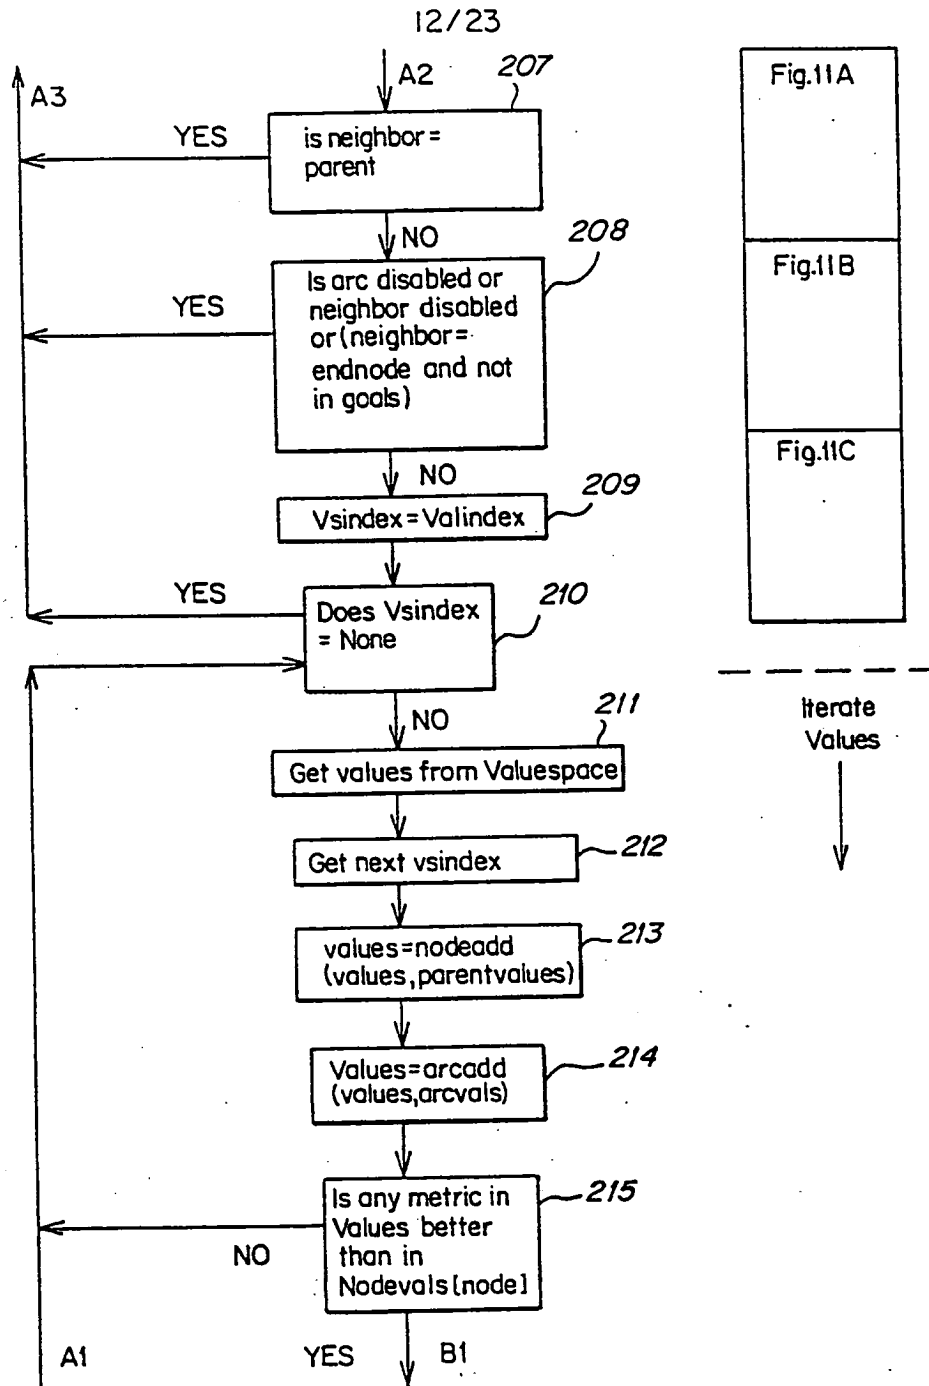 12/23
A3
A2
207
YES
is neighbor=
parent
NO
208
YES
Is arc disabled or
neighbor disabled
or (neighbor=
endnode and not
in goals)
NO
209
Vsindex=Valindex
YES
210
Does Vsindex
= None
NO
211
Get values from Valuespace
Get next vsindex
212
values=nodeadd
(values,parentvalues)
213
Values=arcadd
(values,arcvals)
214
Is any metric in
Values better
than in
Nodevals[node]
215
NO
A1
YES
B1
Fig.11A
Fig.11B
Fig.11C
Iterate
Values